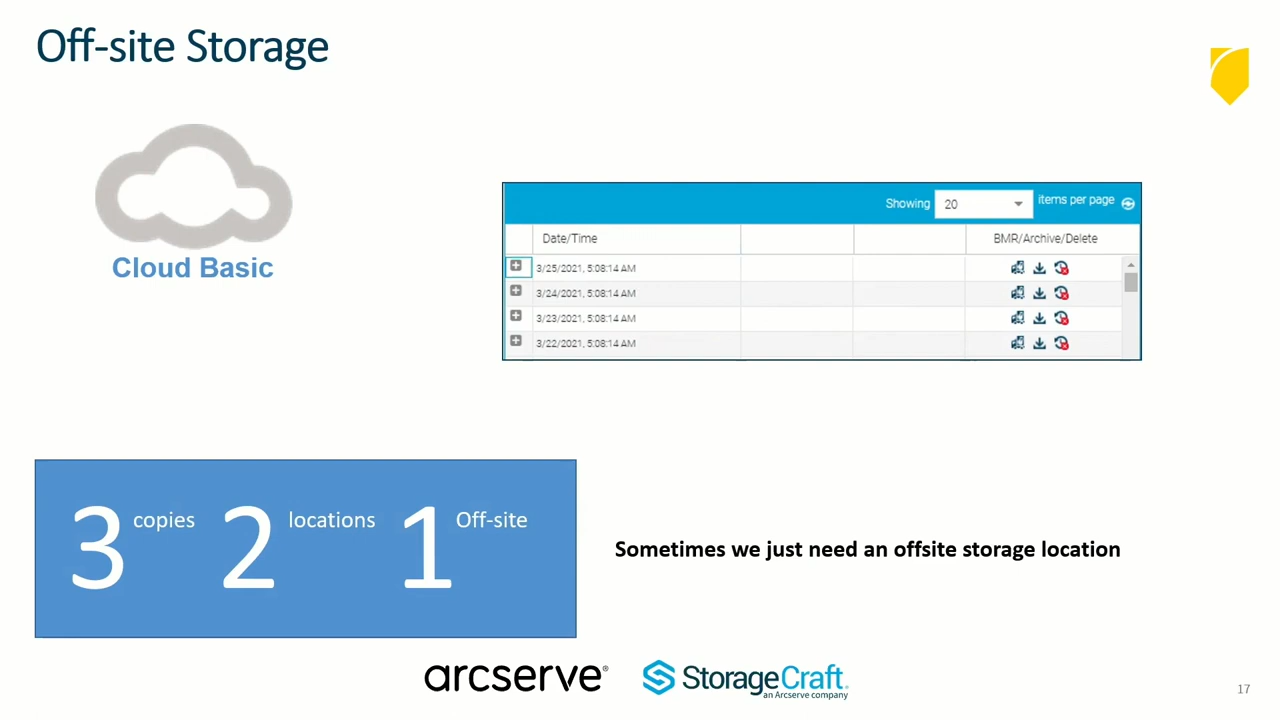 Off-site Storage
Cloud Basic
Showing 20 items per page
Date/Time BMR/Archive/Delete
3/25/2021, 5:08:14 AM
3/24/2021, 5:08:14 AM
3/23/2021, 5:08:14 AM
3/22/2021, 5:08:14 AM
3 copies 2 locations 1 Off-site
Sometimes we just need an offsite storage location
arcserve® StorageCraft®
an Arcserve company
17